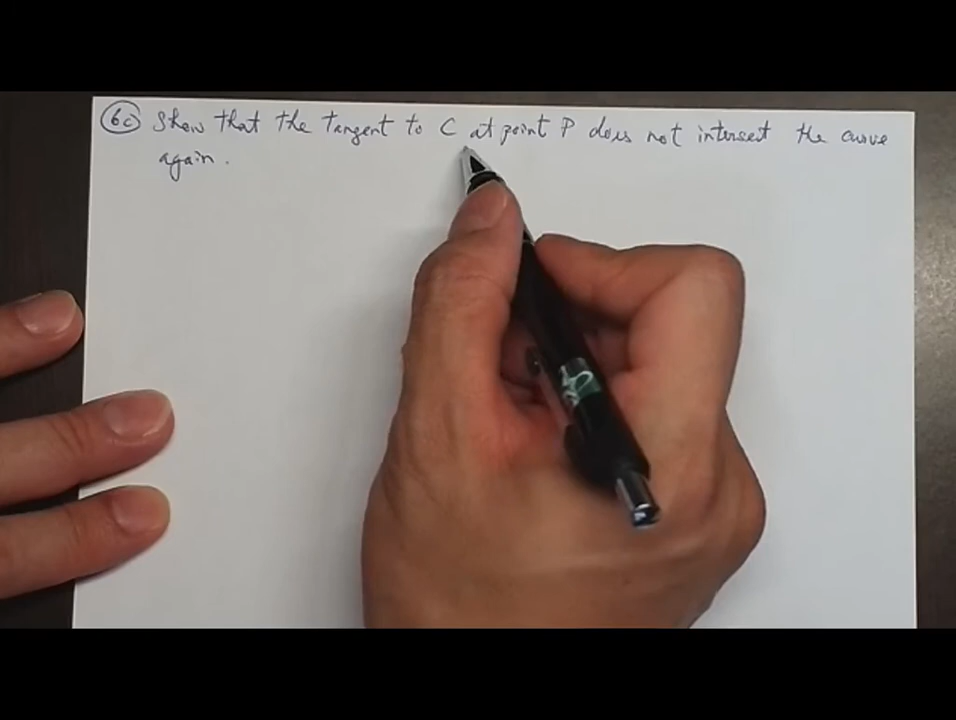 6c) Show that the tangent to C at point P does not intersect the curve
again.